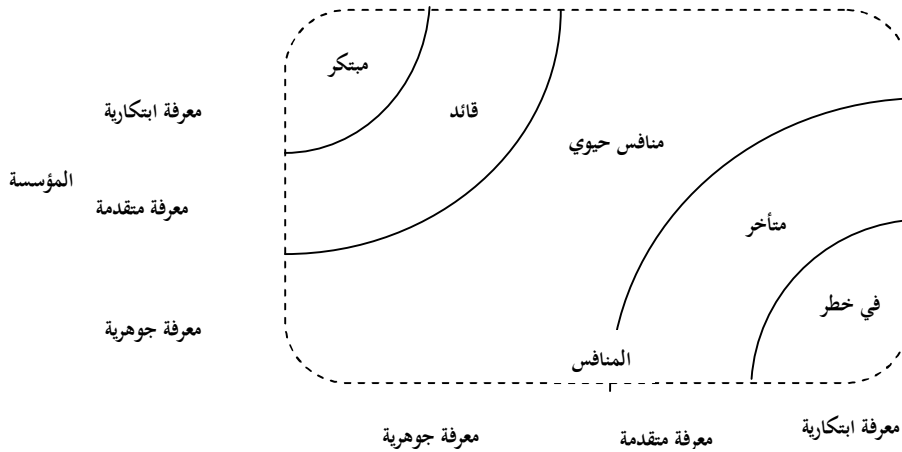 مبتكر
قائد
معرفة ابتكارية
منافس حيوي
المؤسسة
معرفة متقدمة
متأخر
في خطر
معرفة جوهرية
المنافس
معرفة ابتكارية
معرفة متقدمة
معرفة جوهرية